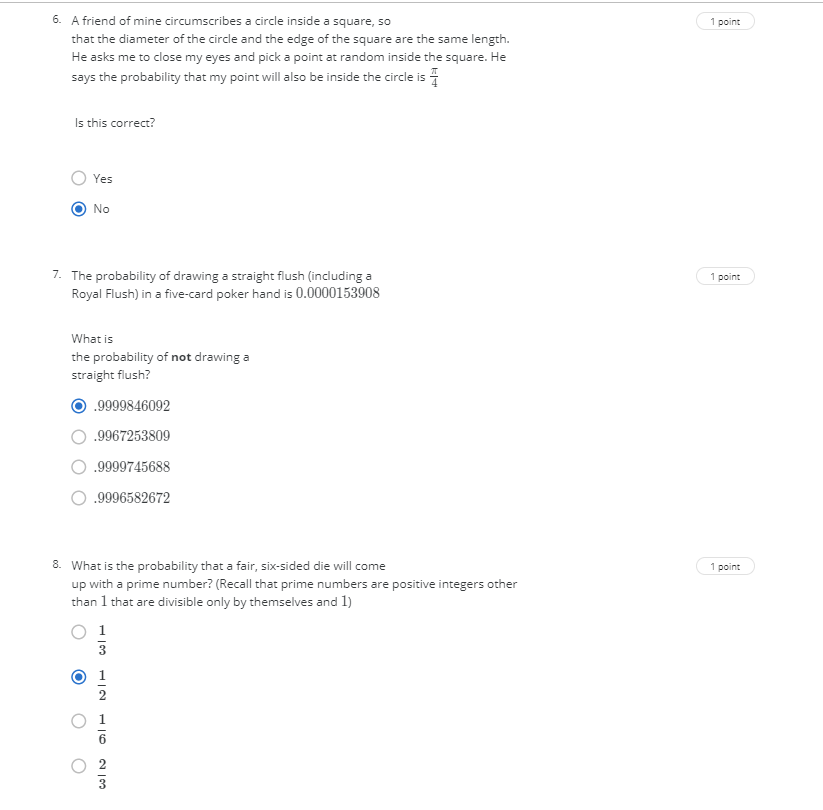 6. A friend of mine circumscribes a circle inside a square, so 1 point
that the diameter of the circle and the edge of the square are the same length.
He asks me to close my eyes and pick a point at random inside the square. He
says the probability that my point will also be inside the circle is π/4
Is this correct?
Yes
No
7. The probability of drawing a straight flush (including a 1 point
Royal Flush) in a five-card poker hand is 0.0000153908
What is
the probability of not drawing a
straight flush?
.9999846092
.9967253809
.9999745688
.9996582672
8. What is the probability that a fair, six-sided die will come 1 point
up with a prime number? (Recall that prime numbers are positive integers other
than 1 that are divisible only by themselves and 1)
1/3
1/2
1/6
2/3